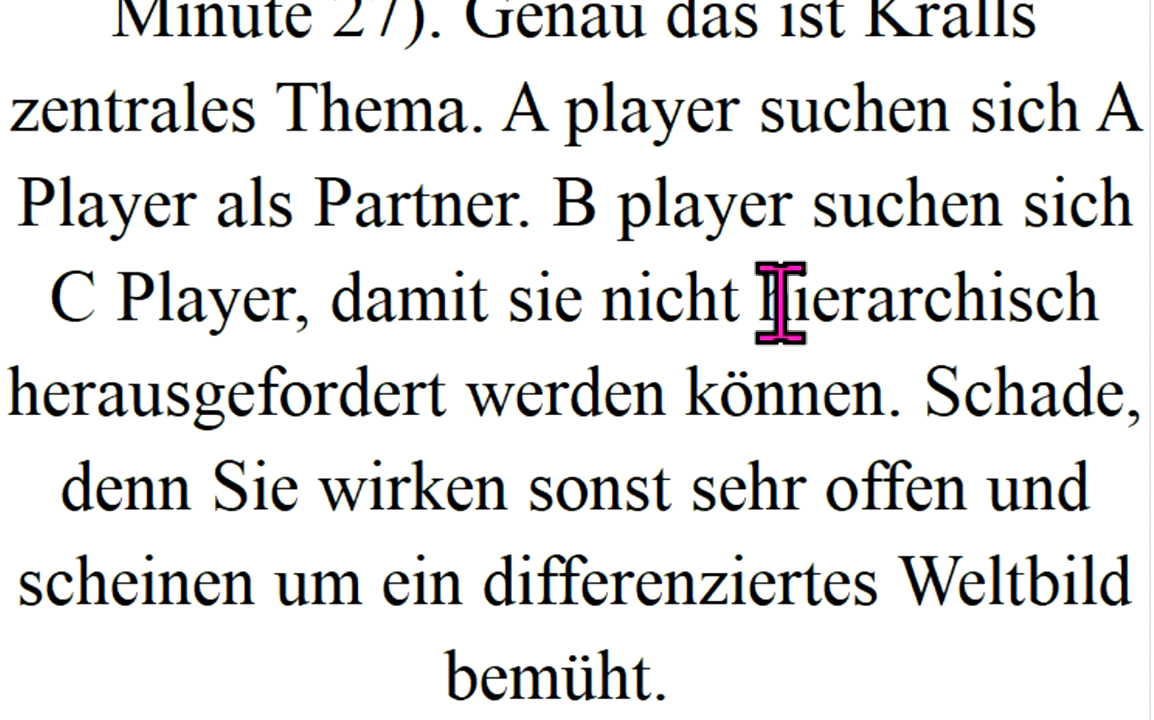 Minute 27). Genau das ist Kralls
zentrales Thema. A player suchen sich A
Player als Partner. B player suchen sich
C Player, damit sie nicht hierarchisch
herausgefordert werden können. Schade,
denn Sie wirken sonst sehr offen und
scheinen um ein differenziertes Weltbild
bemüht.